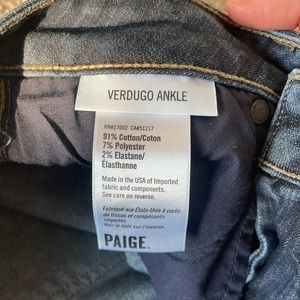 VERDUGO ANKLE
RN#27002 CA#51217
91% Cotton/Coton
7% Polyester
2% Elastane/
Élasthanne
Made in the USA of Imported
fabric and components.
See care on reverse.
Fabriqué aux États-Unis à partir
de tissus et composants
importés
Voir le soin sur l'inverse
PAIGE.